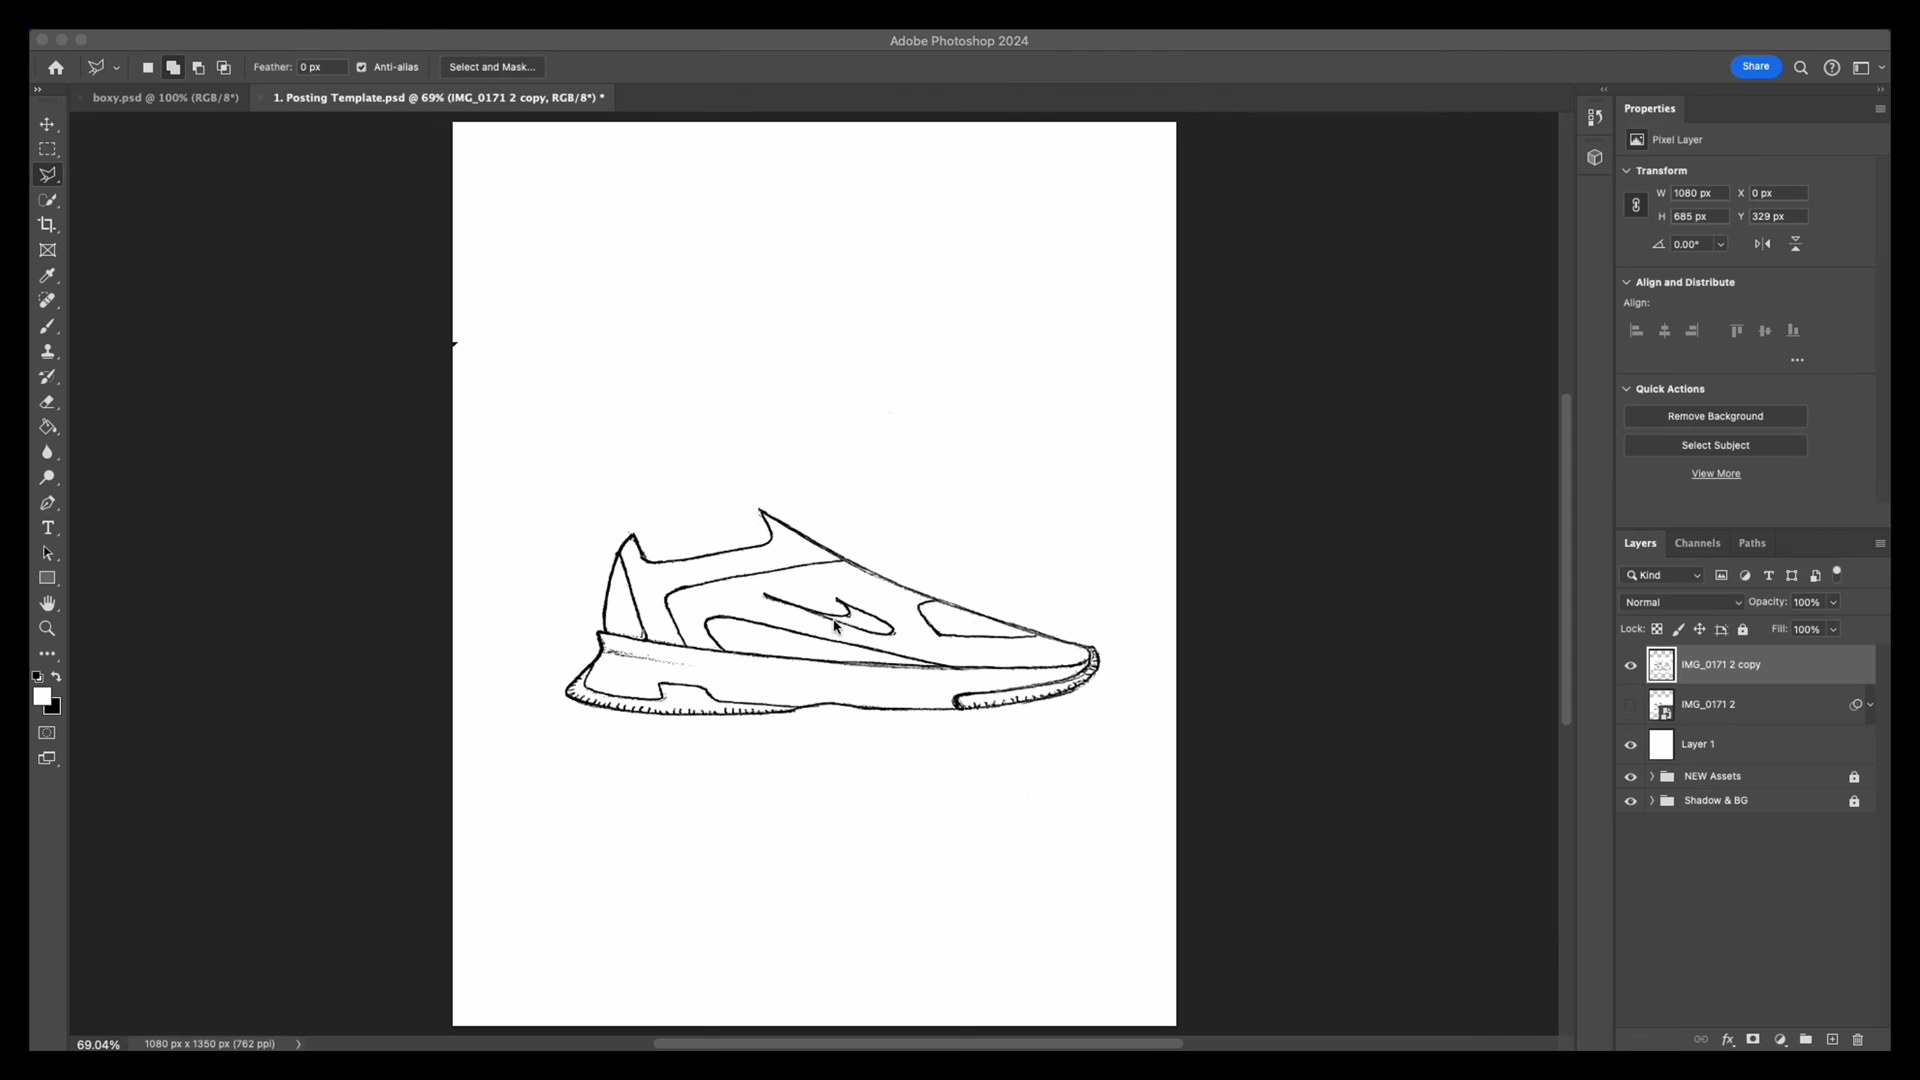 Adobe Photoshop 2024
Feather: 0 px Anti-alias Select and Mask... Share
boxy.psd @ 100% (RGB/8*) 1. Posting Template.psd @ 69% (IMG_0171 2 copy, RGB/8*) *
Properties
Pixel Layer
Transform
W 1080 px X 0 px
H 685 px Y 329 px
0.00°
Align and Distribute
Align:
Quick Actions
Remove Background
Select Subject
View More
Layers Channels Paths
Kind
Normal Opacity: 100%
Lock: Fill: 100%
IMG_0171 2 copy
IMG_0171 2
Layer 1
NEW Assets
Shadow & BG
69.04% 1080 px x 1350 px (762 ppi)